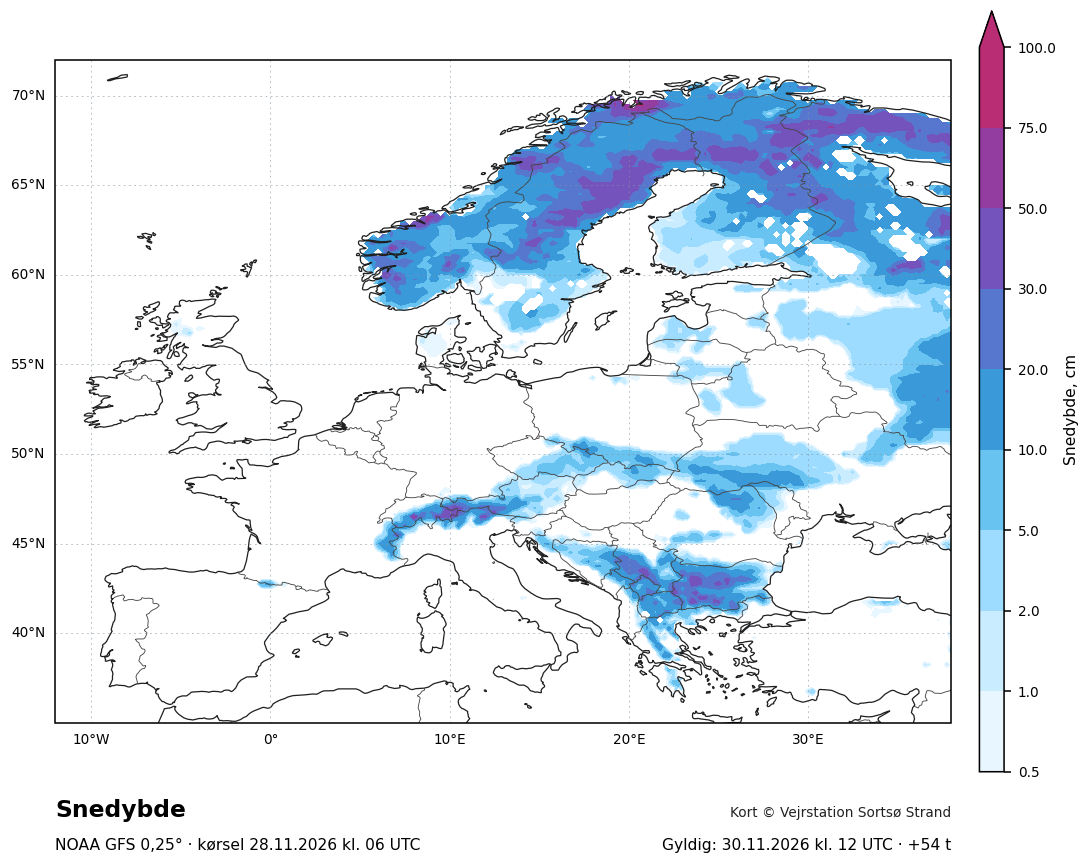 100.0
75.0
50.0
30.0
20.0
10.0
5.0
2.0
1.0
0.5
Snedybde, cm
70°N
65°N
60°N
55°N
50°N
45°N
40°N
10°W
0°
10°E
20°E
30°E
Snedybde
Kort © Vejrstation Sortsø Strand
NOAA GFS 0,25° · kørsel 28.11.2026 kl. 06 UTC
Gyldig: 30.11.2026 kl. 12 UTC · +54 t